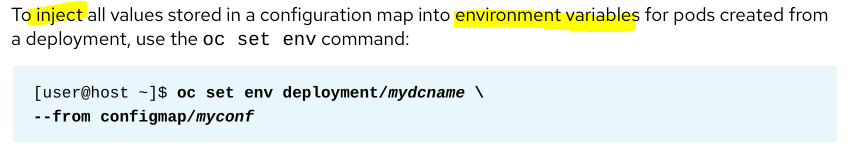 To inject all values stored in a configuration map into environment variables for pods created from
a deployment, use the oc set env command:
[user@host ~]$ oc set env deployment/mydcname \
--from configmap/myconf